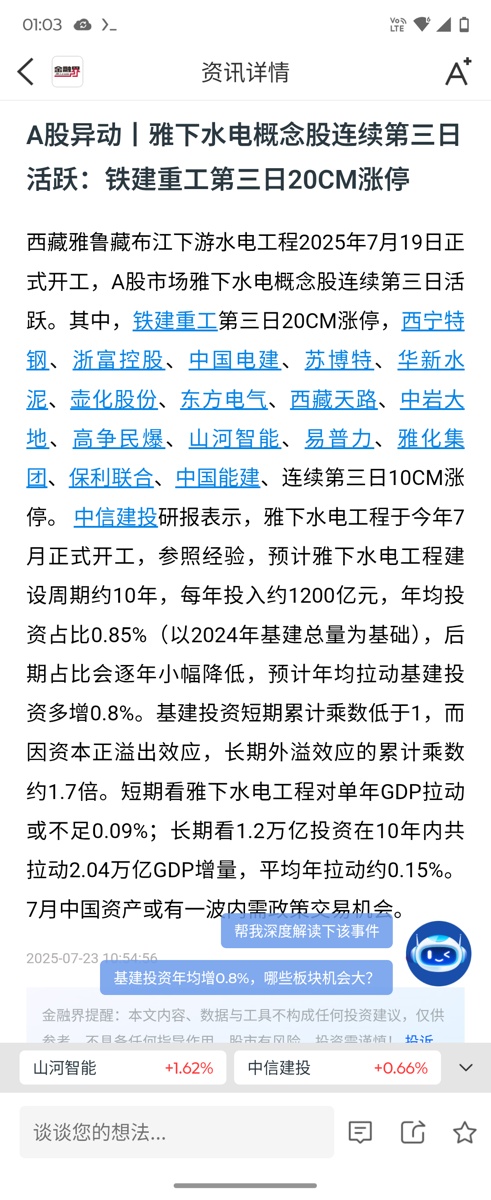 01:03
Vo)) LTE
金融界
资讯详情
A+
A股异动丨雅下水电概念股连续第三日
活跃：铁建重工第三日20CM涨停
西藏雅鲁藏布江下游水电工程2025年7月19日正
式开工，A股市场雅下水电概念股连续第三日活
跃。其中，铁建重工第三日20CM涨停，西宁特
钢、浙富控股、中国电建、苏博特、华新水
泥、壶化股份、东方电气、西藏天路、中岩大
地、高争民爆、山河智能、易普力、雅化集
团、保利联合、中国能建、连续第三日10CM涨
停。 中信建投研报表示，雅下水电工程于今年7
月正式开工，参照经验，预计雅下水电工程建
设周期约10年，每年投入约1200亿元，年均投
资占比0.85%（以2024年基建总量为基础），后
期占比会逐年小幅降低，预计年均拉动基建投
资多增0.8%。基建投资短期累计乘数低于1，而
因资本正溢出效应，长期外溢效应的累计乘数
约1.7倍。短期看雅下水电工程对单年GDP拉动
或不足0.09%；长期看1.2万亿投资在10年内共
拉动2.04万亿GDP增量，平均年拉动约0.15%。
7月中国资产或有一波内需政策交易机会。
帮我深度解读下该事件
2025-07-23 10:54:56
基建投资年均增0.8%，哪些板块机会大？
金融界提醒：本文内容、数据与工具不构成任何投资建议，仅供
参考，不具备任何指导作用。股市有风险，投资需谨慎！ 投诉
山河智能 +1.62% 中信建投 +0.66%
谈谈您的想法...